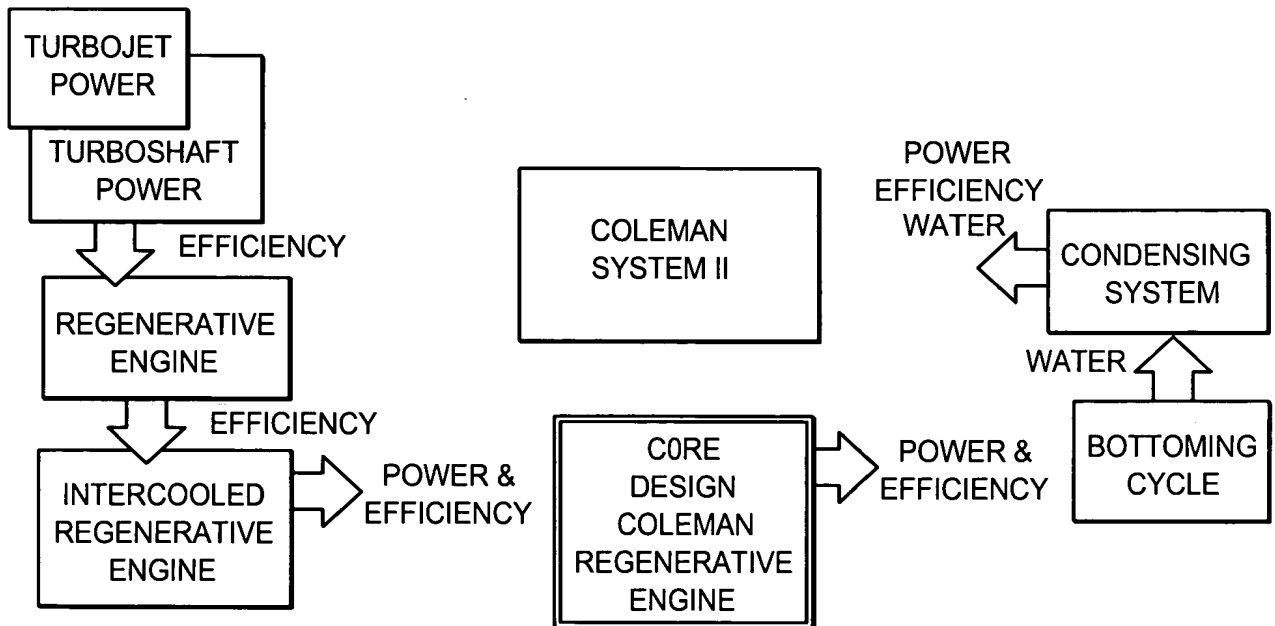 TURBOJET
POWER
TURBOSHAFT
POWER
EFFICIENCY
REGENERATIVE
ENGINE
EFFICIENCY
INTERCOOLED
REGENERATIVE
ENGINE
POWER &
EFFICIENCY
COLEMAN
SYSTEM II
C0RE
DESIGN
COLEMAN
REGENERATIVE
ENGINE
POWER &
EFFICIENCY
POWER
EFFICIENCY
WATER
CONDENSING
SYSTEM
WATER
BOTTOMING
CYCLE